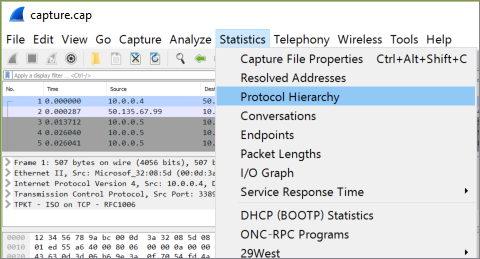 capture.cap
File Edit View Go Capture Analyze Statistics Telephony Wireless Tools Help
Apply a display filter ... <Ctrl-/>
No. Time Source Dest
1 0.000000 10.0.0.4 50.
2 0.000287 50.135.67.99 10.
3 0.013712 10.0.0.5 50.
4 0.026040 10.0.0.5 50.
5 0.026041 10.0.0.5 50.
Frame 1: 507 bytes on wire (4056 bits), 507 b
Ethernet II, Src: Microsof_32:08:5d (00:0d:3a
Internet Protocol Version 4, Src: 10.0.0.4, D
Transmission Control Protocol, Src Port: 3389
TPKT - ISO on TCP - RFC1006
0000 12 34 56 78 9a bc 00 0d 3a 32 08 5d 08
0010 01 ed 55 a6 40 00 80 06 00 00 0a 00 00
0020 43 63 0d 3d 06 b6 9e 3a 0f 70 54 fd 4a
Capture File Properties Ctrl+Alt+Shift+C
Resolved Addresses
Protocol Hierarchy
Conversations
Endpoints
Packet Lengths
I/O Graph
Service Response Time
DHCP (BOOTP) Statistics
ONC-RPC Programs
29West